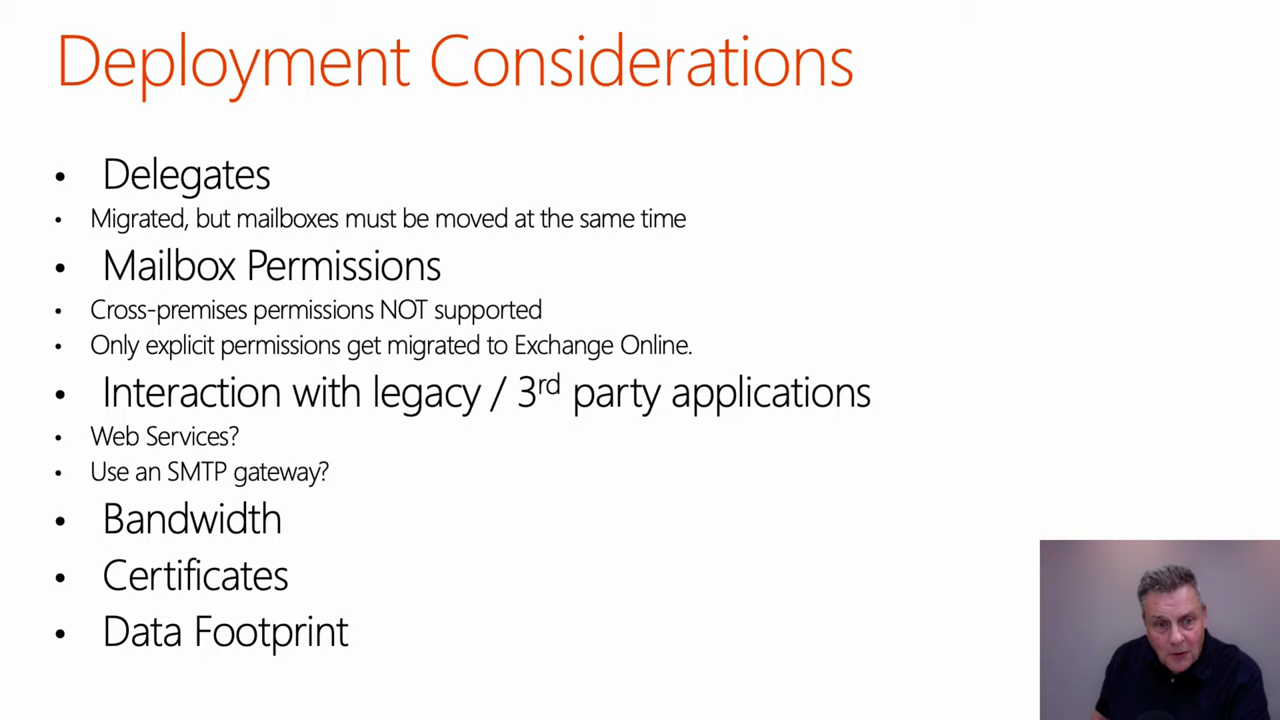 Deployment Considerations
• Delegates
• Migrated, but mailboxes must be moved at the same time
• Mailbox Permissions
• Cross-premises permissions NOT supported
• Only explicit permissions get migrated to Exchange Online.
• Interaction with legacy / 3rd party applications
• Web Services?
• Use an SMTP gateway?
• Bandwidth
• Certificates
• Data Footprint